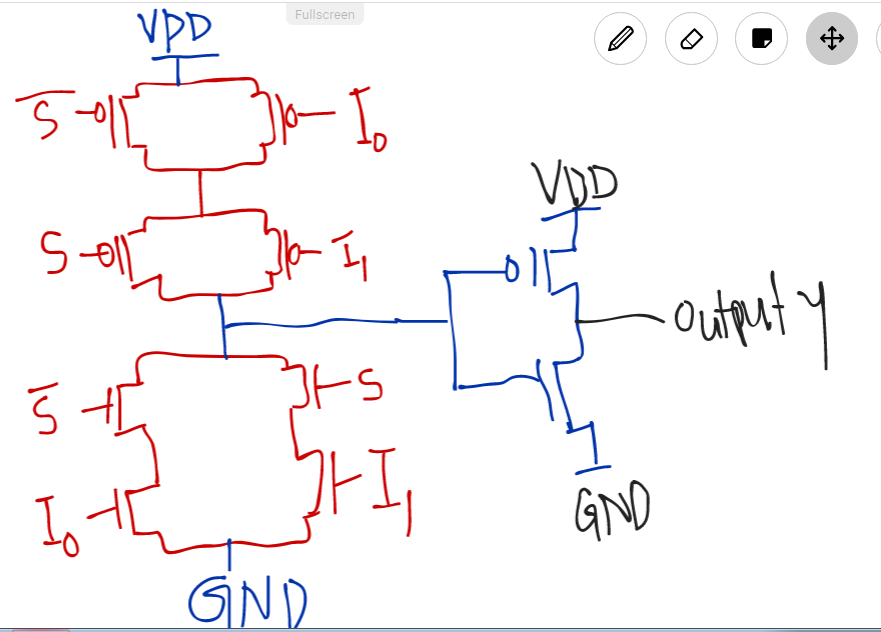 Fullscreen
VDD
S̅ I₀
S I₁
VDD
output y
S̅ S
I₀ I₁
GND
GND